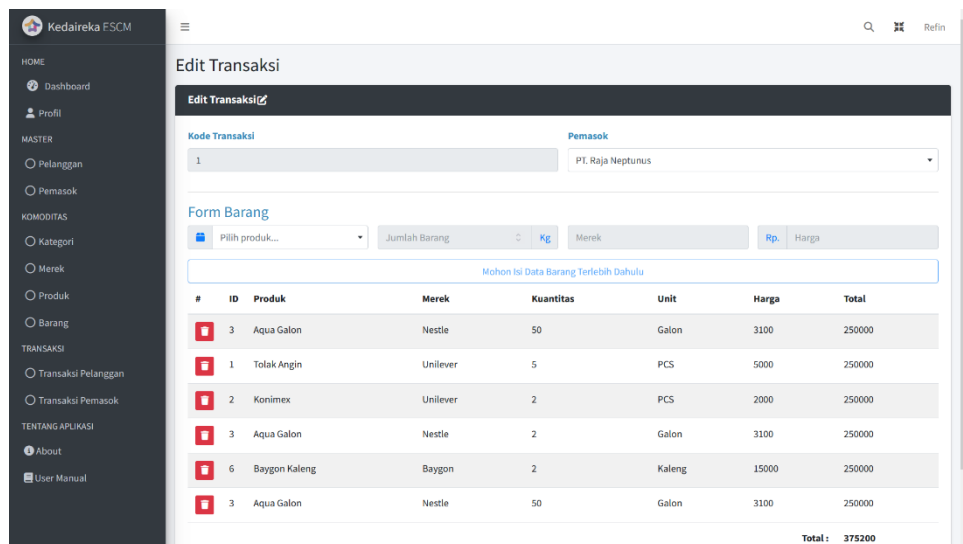 Kedaireka ESCM
Refin
HOME
Dashboard
Profil
MASTER
Pelanggan
Pemasok
KOMODITAS
Kategori
Merek
Produk
Barang
TRANSAKSI
Transaksi Pelanggan
Transaksi Pemasok
TENTANG APLIKASI
About
User Manual
Edit Transaksi
Edit Transaksi
Kode Transaksi Pemasok
1 PT. Raja Neptunus
Form Barang
Pilih produk... Jumlah Barang Kg Merek Rp. Harga
Mohon Isi Data Barang Terlebih Dahulu
# ID Produk Merek Kuantitas Unit Harga Total
3 Aqua Galon Nestle 50 Galon 3100 250000
1 Tolak Angin Unilever 5 PCS 5000 250000
2 Konimex Unilever 2 PCS 2000 250000
3 Aqua Galon Nestle 2 Galon 3100 250000
6 Baygon Kaleng Baygon 2 Kaleng 15000 250000
3 Aqua Galon Nestle 50 Galon 3100 250000
Total : 375200